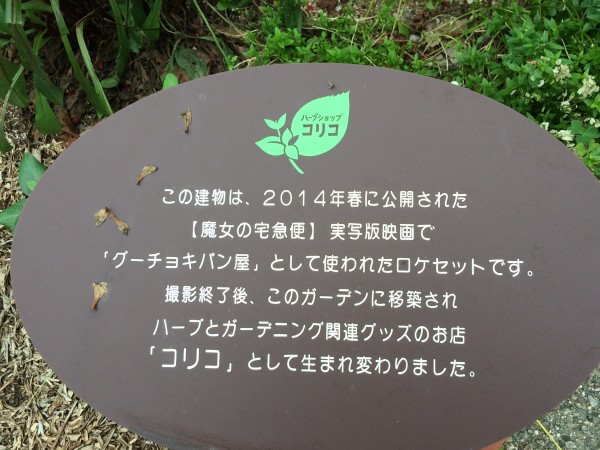 ハーブショップ
コリコ
この建物は、2014年春に公開された
【魔女の宅急便】実写版映画で
「グーチョキパン屋」として使われたロケセットです。
撮影終了後、このガーデンに移築され
ハーブとガーデニング関連グッズのお店
「コリコ」として生まれ変わりました。